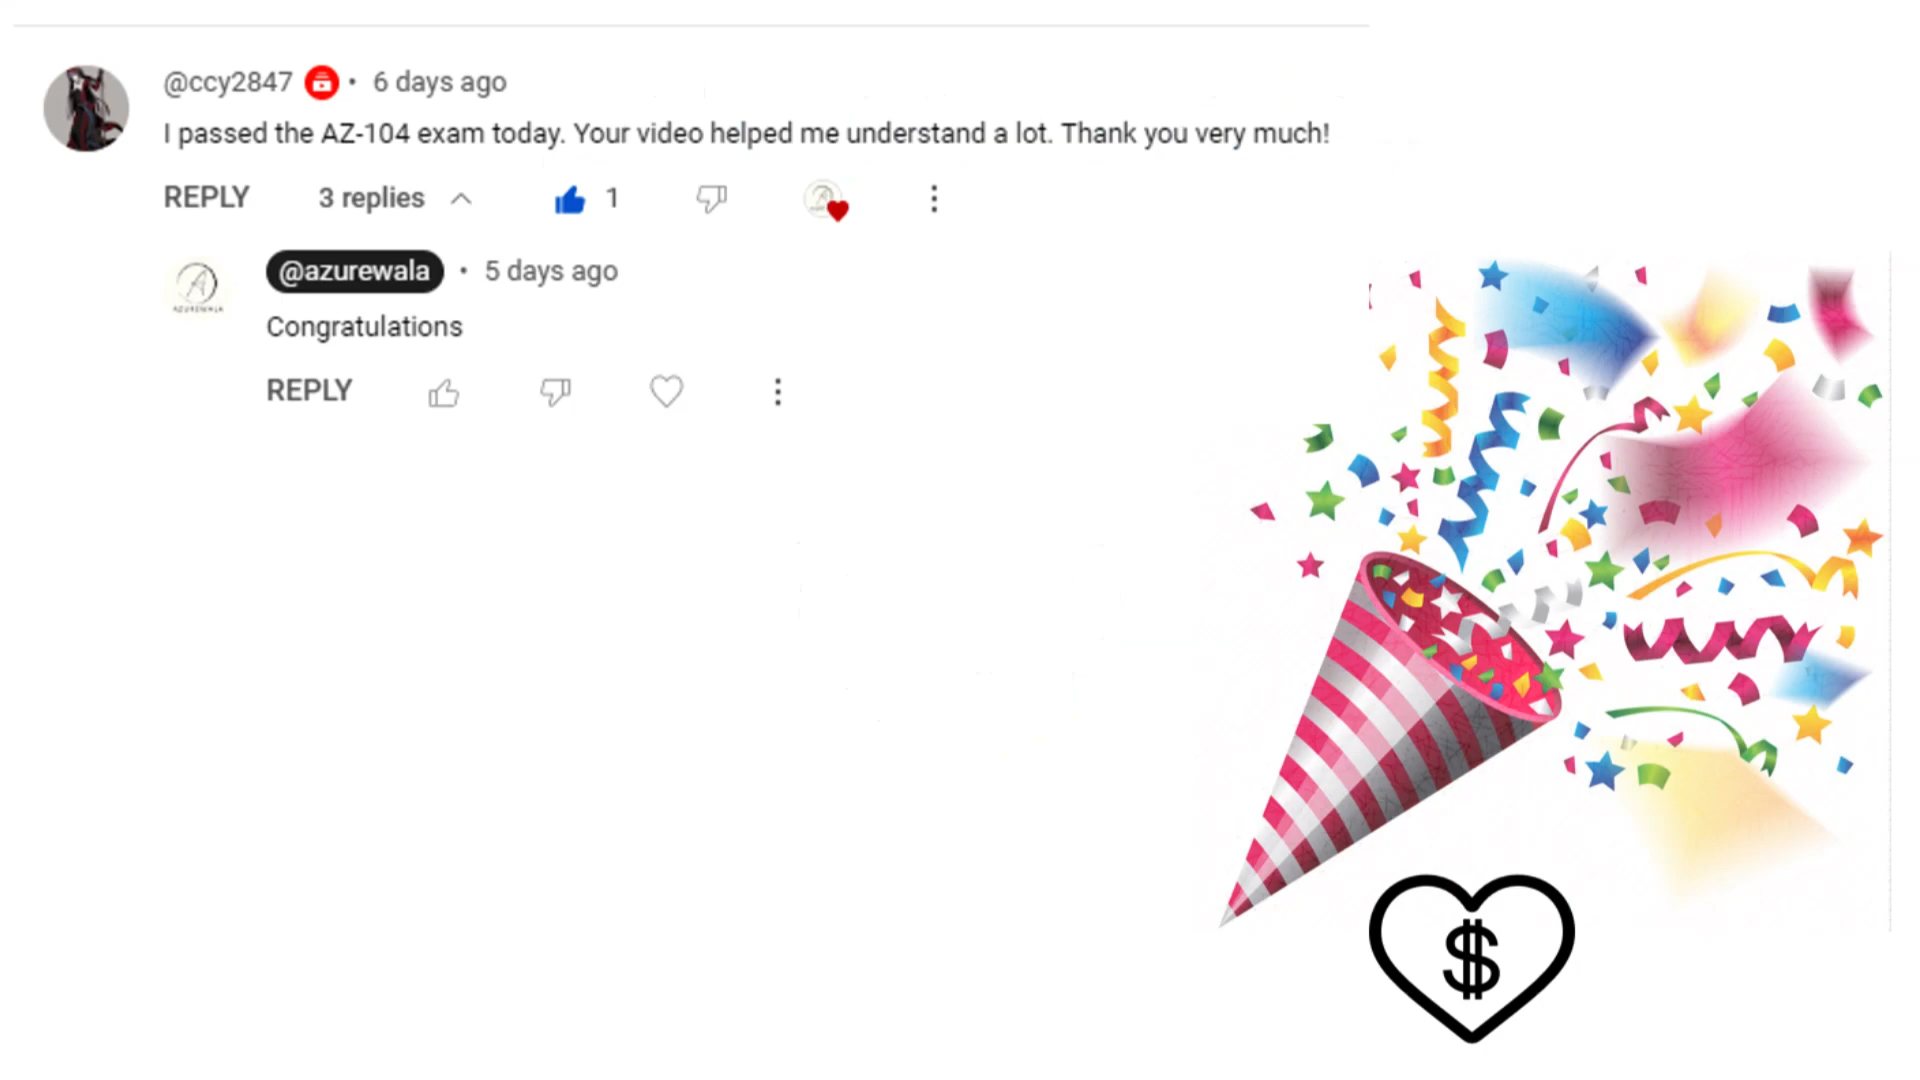 @ccy2847 • 6 days ago
I passed the AZ-104 exam today. Your video helped me understand a lot. Thank you very much!
REPLY 3 replies 1
@azurewala • 5 days ago
AZUREWALA
Congratulations
REPLY
$